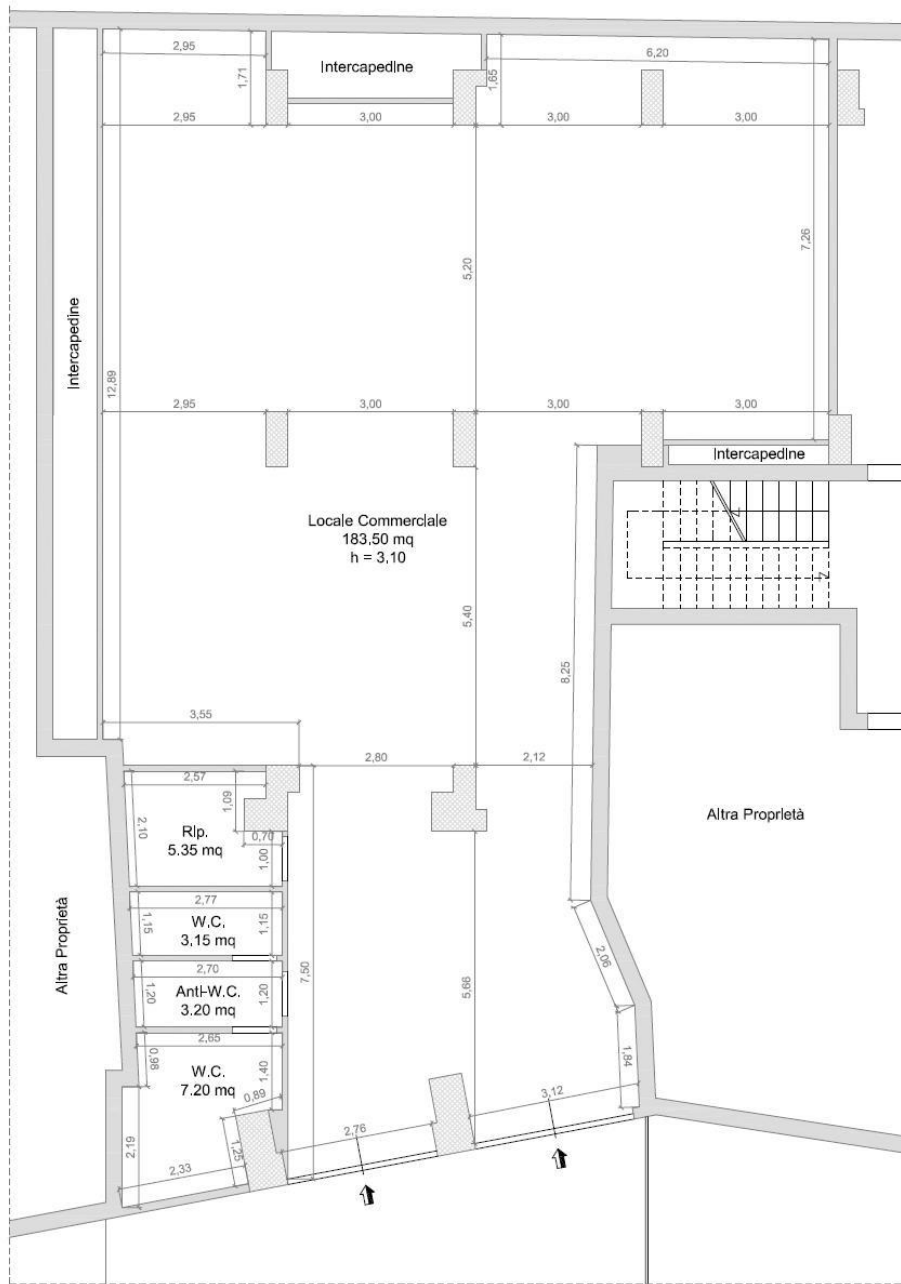 2,95
Intercapedine
6,20
1,71
1,65
2,95
3,00
3,00
3,00
7,26
5,20
Intercapedine
12,89
2,95
3,00
3,00
3,00
Intercapedine
Locale Commerciale
183,50 mq
h = 3,10
5,40
8,25
3,55
2,80
2,12
2,57
1,09
2,10
Rip.
5.35 mq
0,70
1,00
Altra Proprietà
2,77
1,15
W.C.
3,15 mq
1,15
Altra Proprietà
2,70
7,50
1,20
Anti-W.C.
3.20 mq
1,20
5,66
2,06
2,65
0,98
W.C.
7.20 mq
1,40
0,89
1,84
3,12
2,76
2,19
1,25
2,33